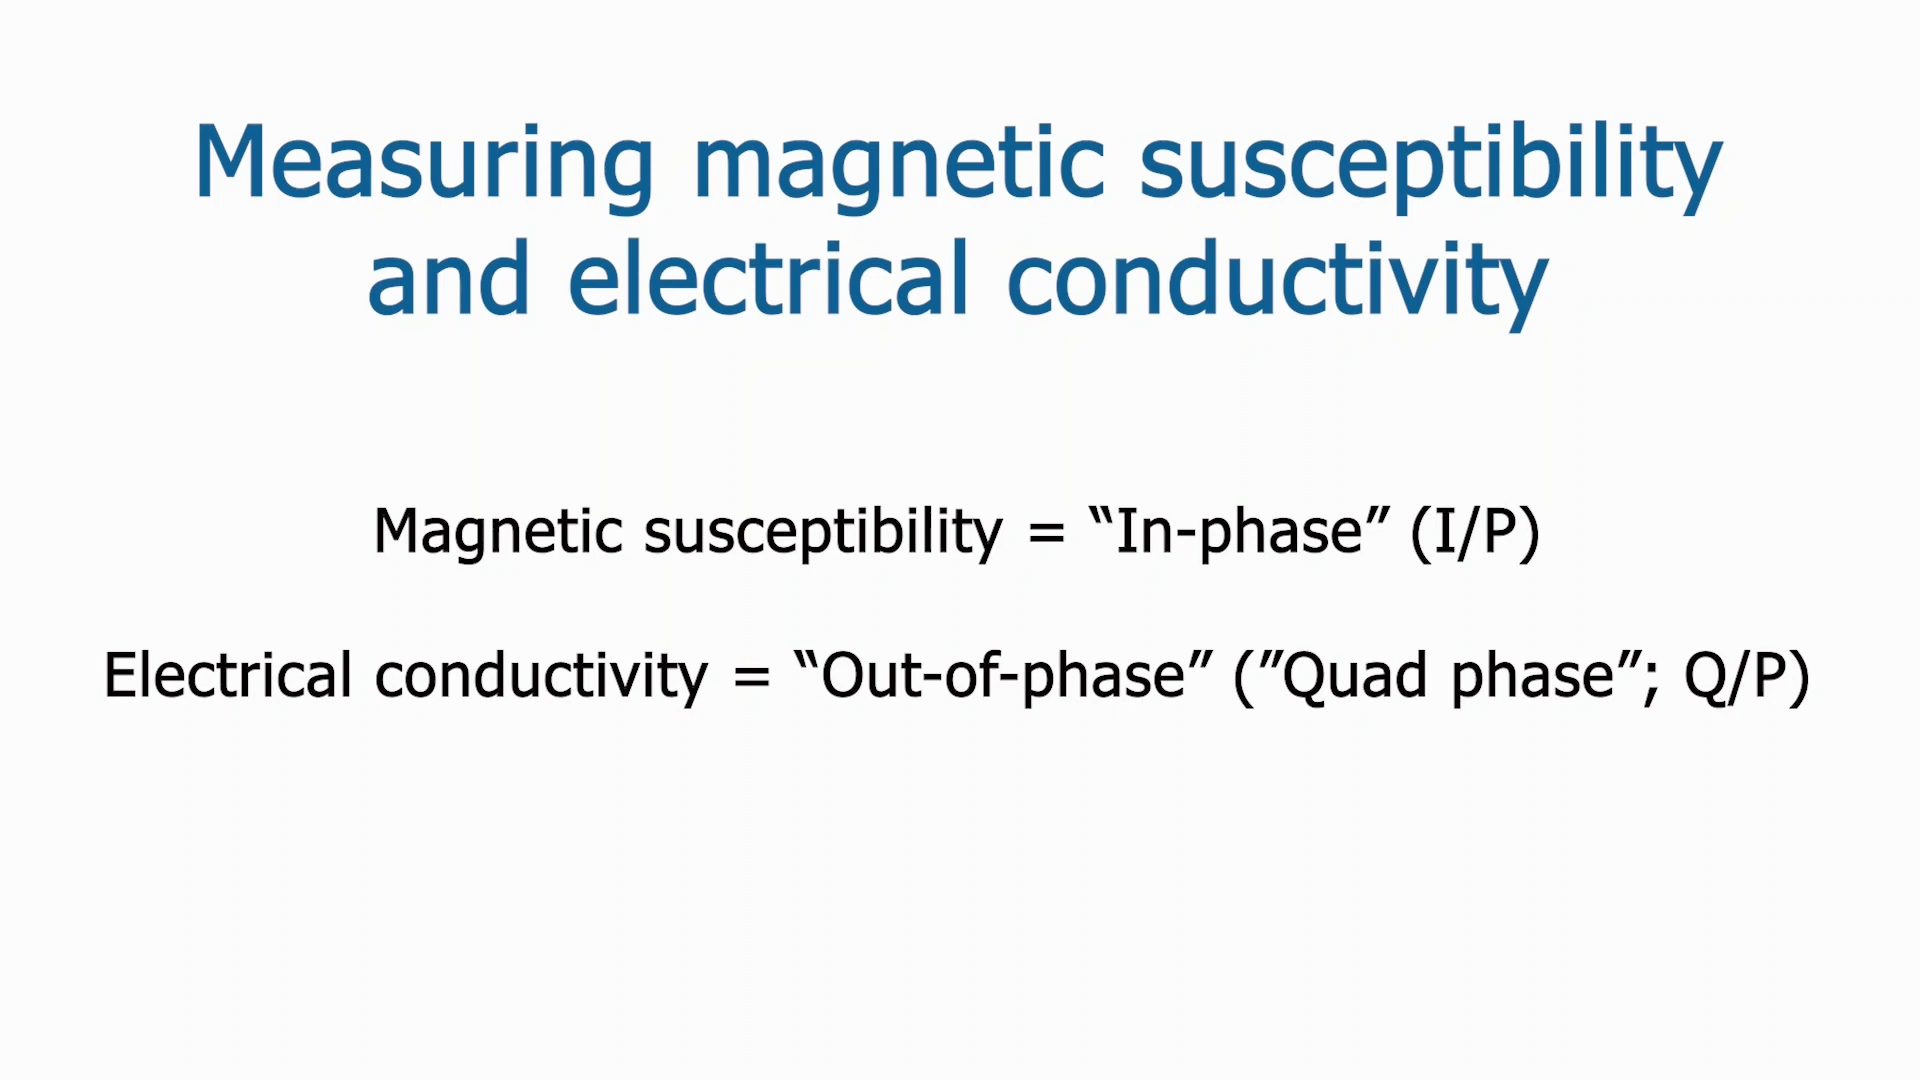 Measuring magnetic susceptibility
and electrical conductivity
Magnetic susceptibility = “In-phase” (I/P)
Electrical conductivity = “Out-of-phase” (”Quad phase”; Q/P)